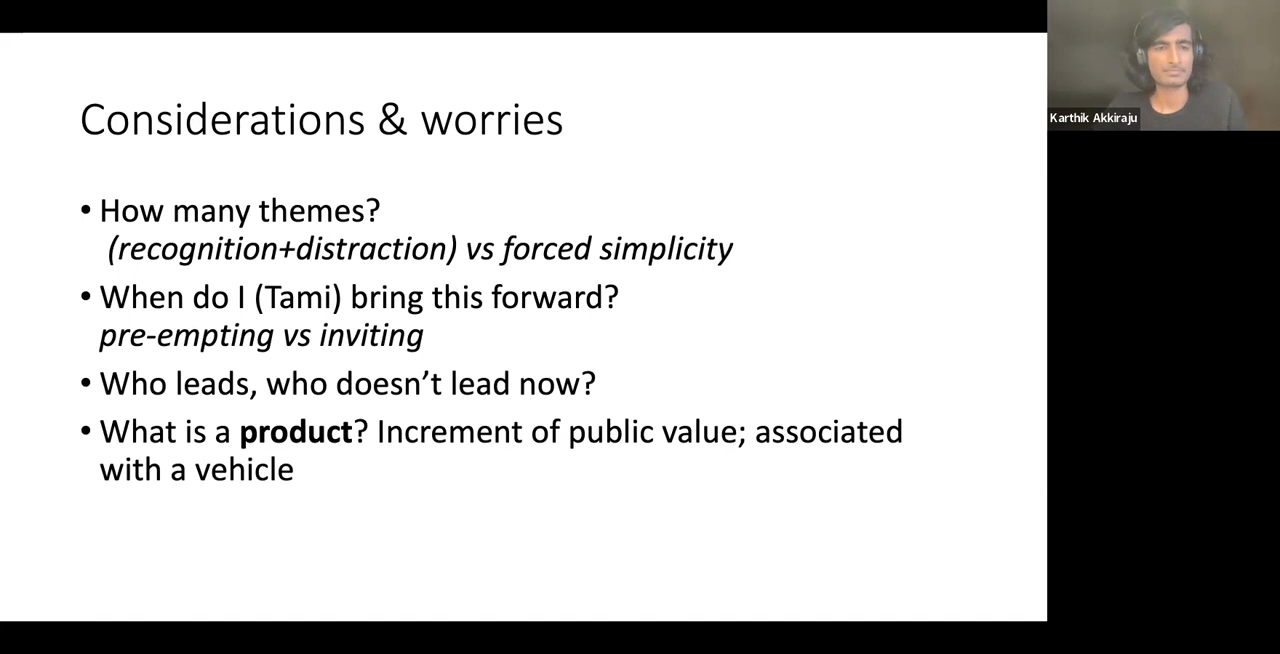 Considerations & worries
• How many themes?
(recognition+distraction) vs forced simplicity
• When do I (Tami) bring this forward?
pre-empting vs inviting
• Who leads, who doesn’t lead now?
• What is a product? Increment of public value; associated
with a vehicle
Karthik Akkiraju